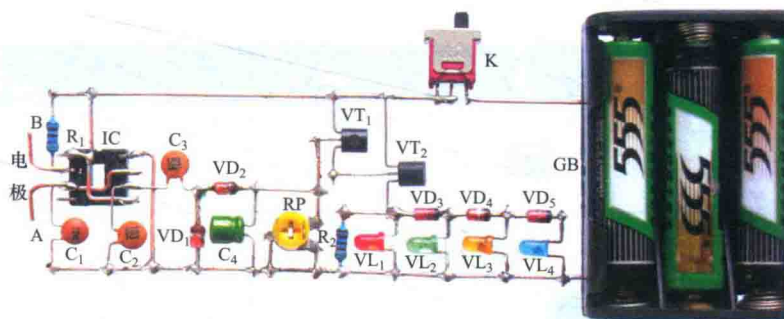 K
B
R₁
IC
C₃
VT₁
VT₂
电
极
VD₂
GB
RP
VD₃
VD₄
VD₅
A
C₁
C₂
VD₁
C₄
R₂
VL₁
VL₂
VL₃
VL₄
555
555
555